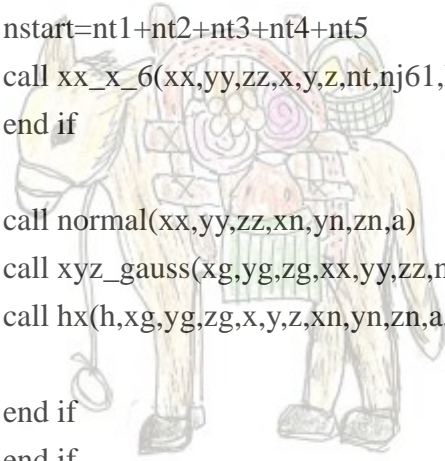 nstart=nt1+nt2+nt3+nt4+nt5
call xx_x_6(xx,yy,zz,x,y,z,nt,nj61,
end if
call normal(xx,yy,zz,xn,yn,zn,a)
call xyz_gauss(xg,yg,zg,xx,yy,zz,n
call hx(h,xg,yg,zg,x,y,z,xn,yn,zn,a
end if
end if